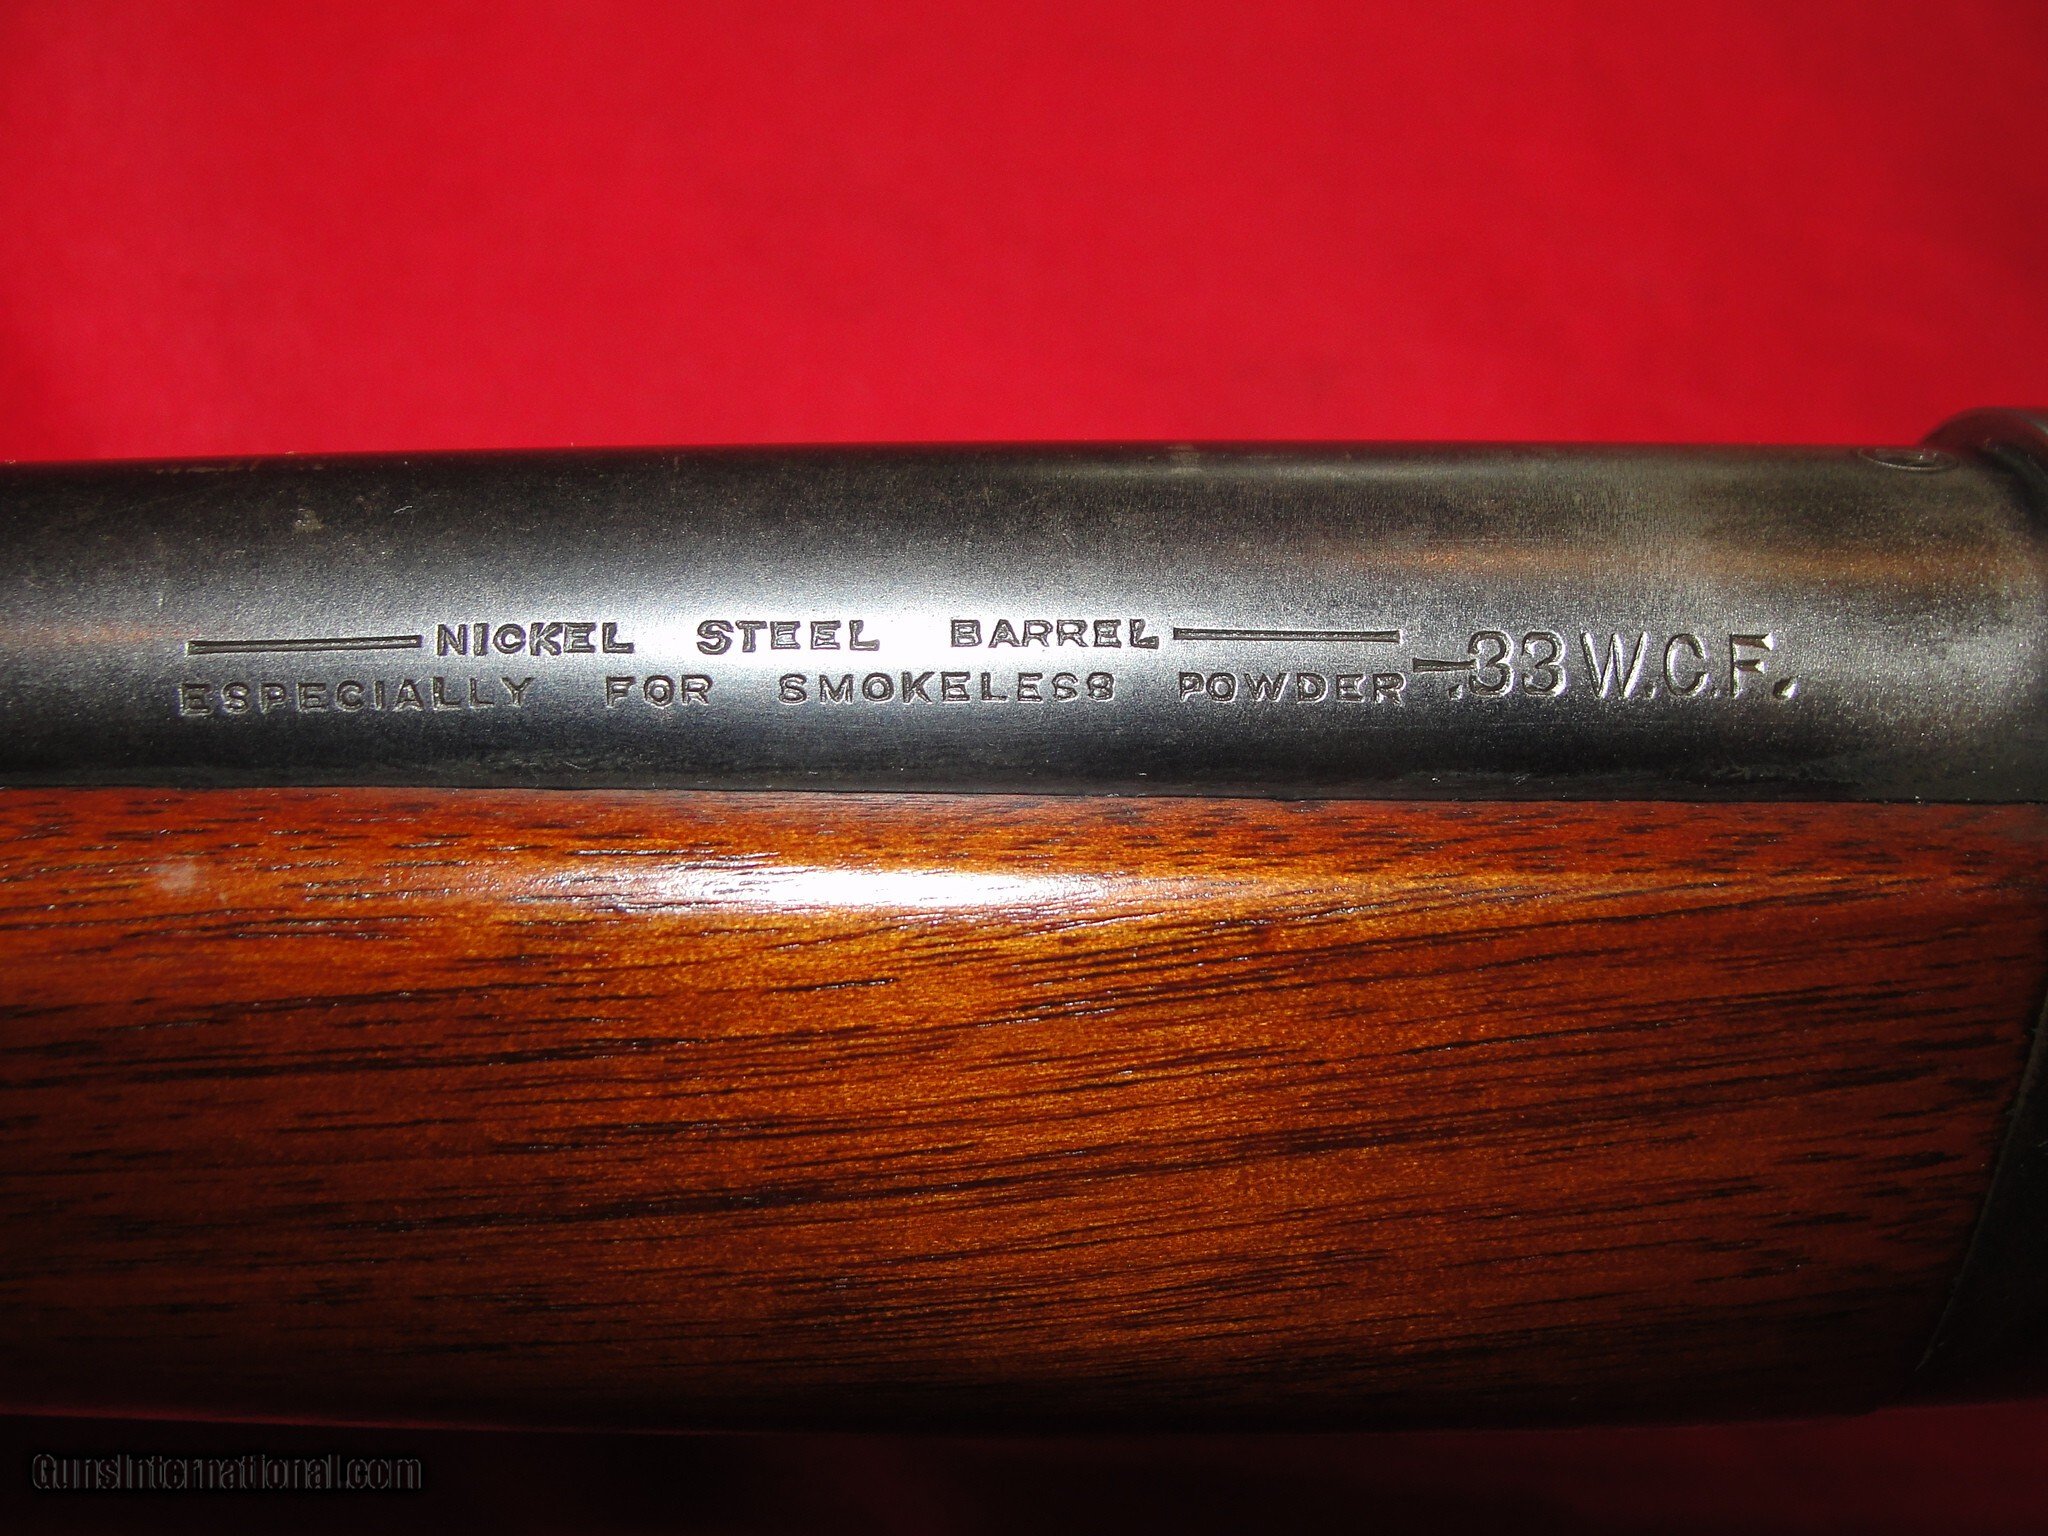 NICKEL STEEL BARREL
ESPECIALLY FOR SMOKELESS POWDER -.33 W.C.F.
GunsInternational.com